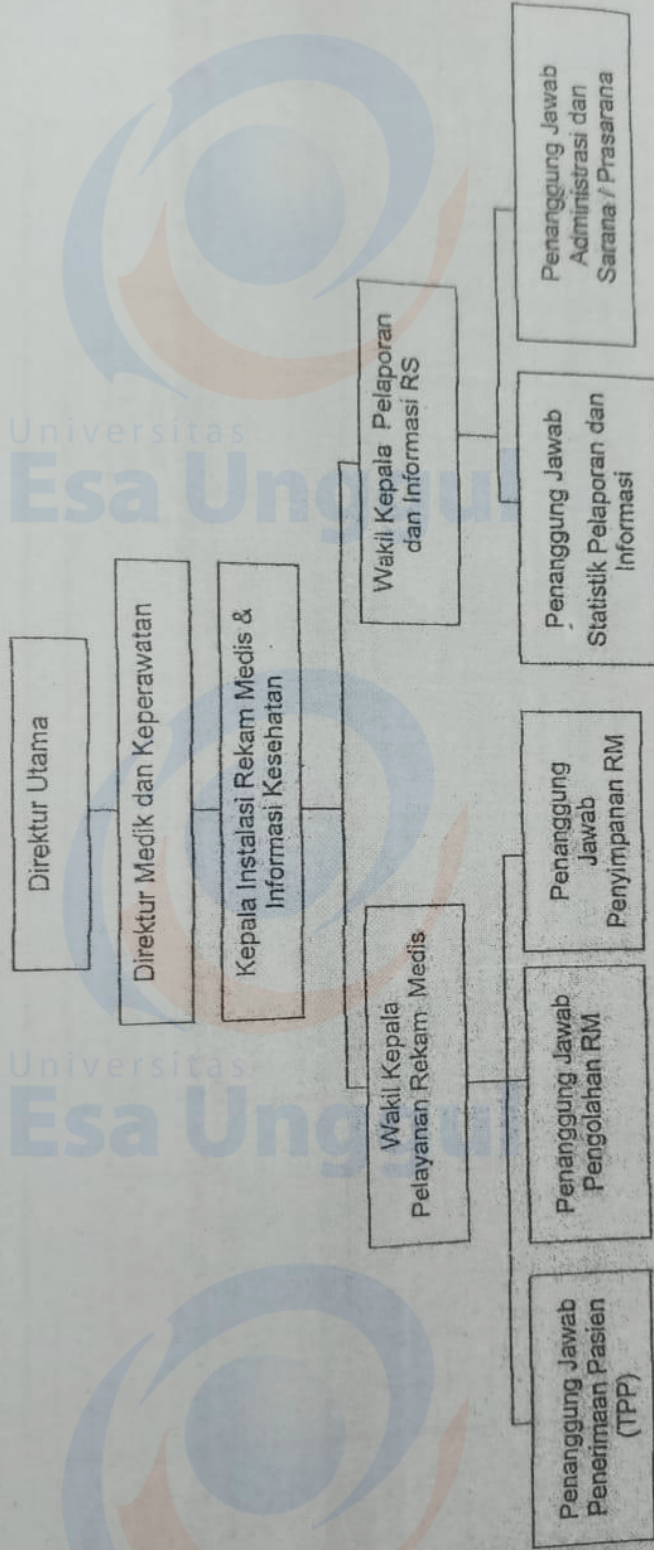 Direktur Utama
Direktur Medik dan Keperawatan
Kepala Instalasi Rekam Medis &
Informasi Kesehatan
Wakil Kepala
Pelayanan Rekam Medis
Wakil Kepala Pelaporan
dan Informasi RS
Penanggung Jawab
Penerimaan Pasien
(TPP)
Penanggung Jawab
Pengolahan RM
Penanggung
Jawab
Penyimpanan RM
Penanggung Jawab
Statistik Pelaporan dan
Informasi
Penanggung Jawab
Administrasi dan
Sarana / Prasarana
Universitas
Esa Unggul
Universitas
Esa Unggul